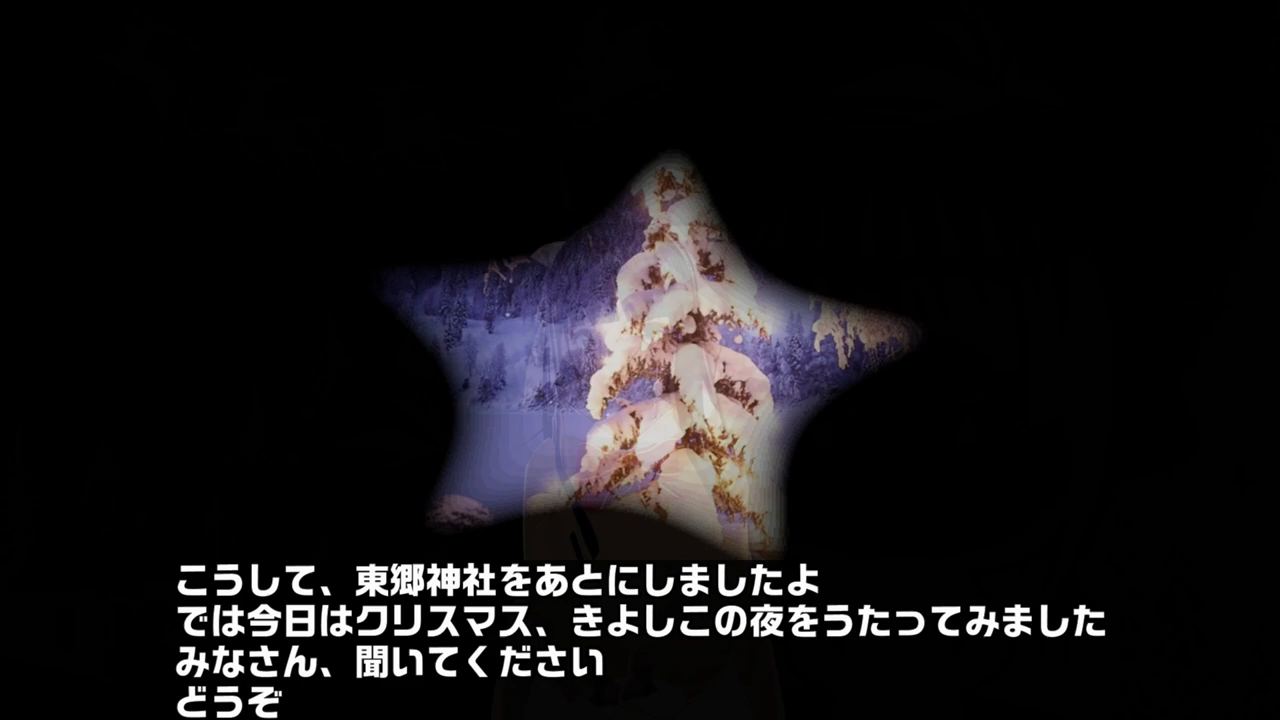 こうして、東郷神社をあとにしましたよ
では今日はクリスマス、きよしこの夜をうたってみました
みなさん、聞いてください
どうぞ